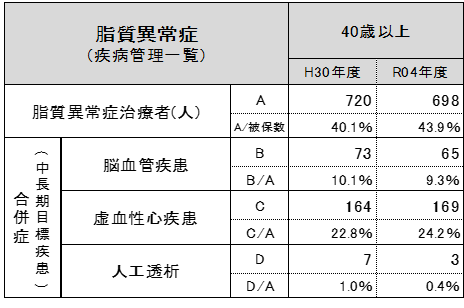 脂質異常症
(疾病管理一覧)
40歳以上
H30年度 R04年度
脂質異常症治療者(人) A 720 698
A/被保数 40.1% 43.9%
合併症
(中長期目標疾患)
脳血管疾患 B 73 65
B/A 10.1% 9.3%
虚血性心疾患 C 164 169
C/A 22.8% 24.2%
人工透析 D 7 3
D/A 1.0% 0.4%